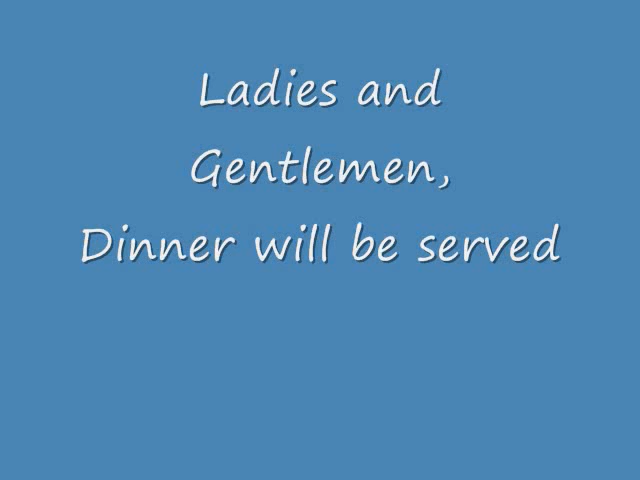 Ladies and
Gentlemen,
Dinner will be served